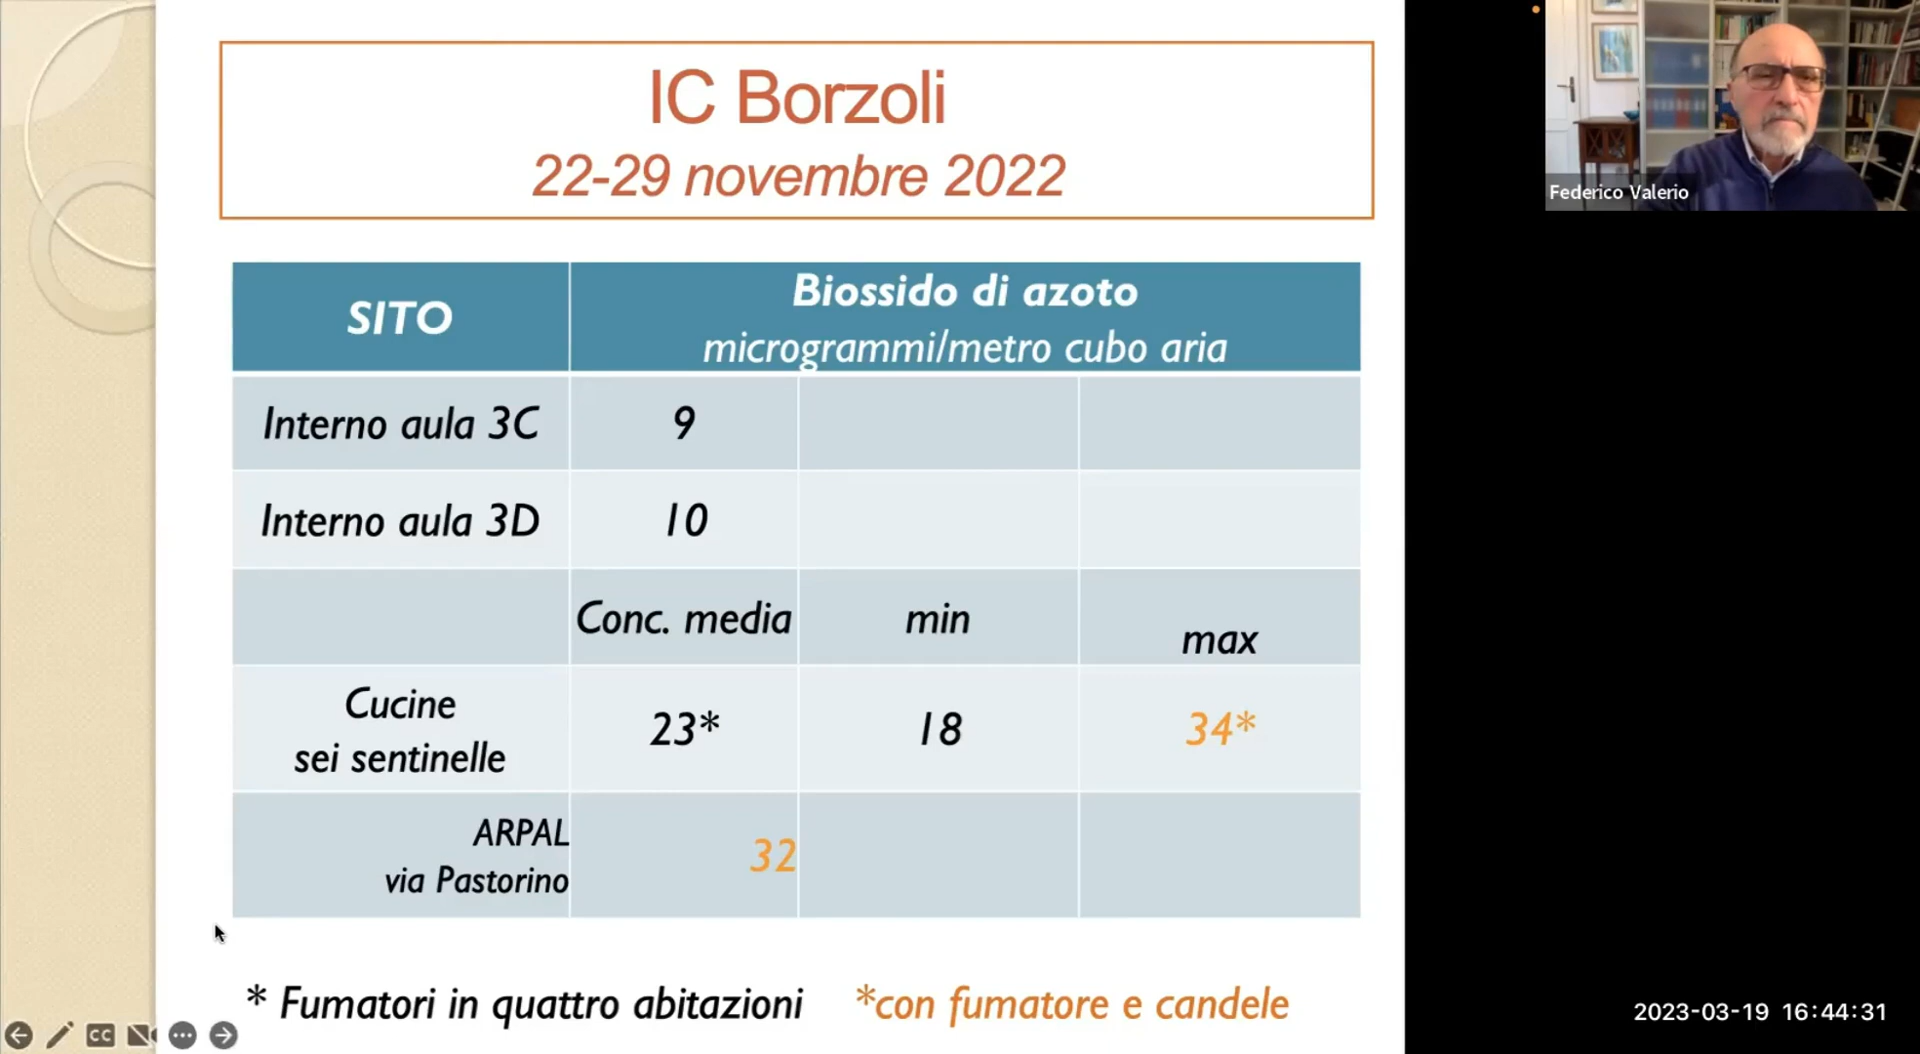 IC Borzoli
22-29 novembre 2022
SITO
Biossido di azoto
microgrammi/metro cubo aria
Interno aula 3C
9
Interno aula 3D
10
Conc. media
min
max
Cucine
sei sentinelle
23*
18
34*
ARPAL
via Pastorino
32
* Fumatori in quattro abitazioni
*con fumatore e candele
CC
Federico Valerio
2023-03-19 16:44:31